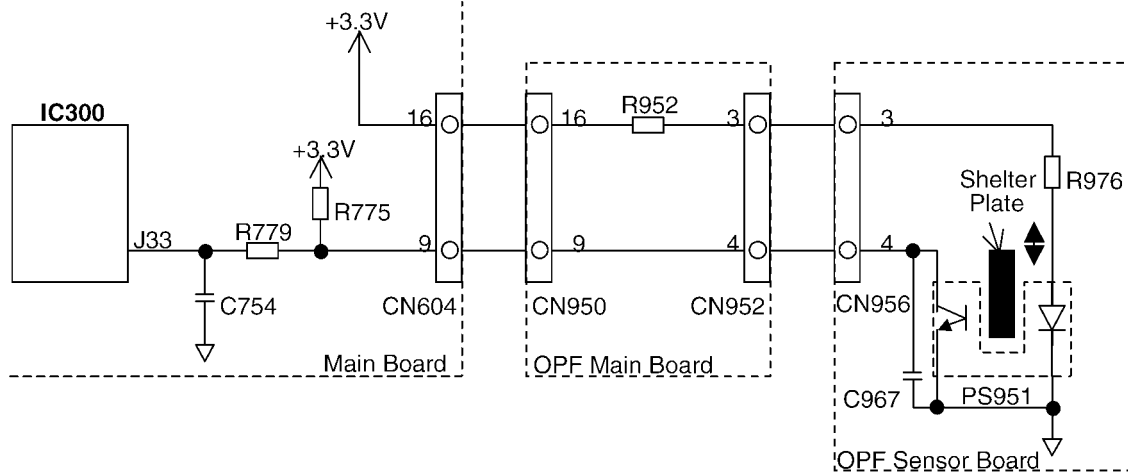 +3.3V
IC300
16
16
R952
3
3
+3.3V
Shelter
Plate
R976
R775
J33
R779
9
9
4
4
C754
CN604
CN950
CN952
CN956
Main Board
OPF Main Board
C967
PS951
OPF Sensor Board